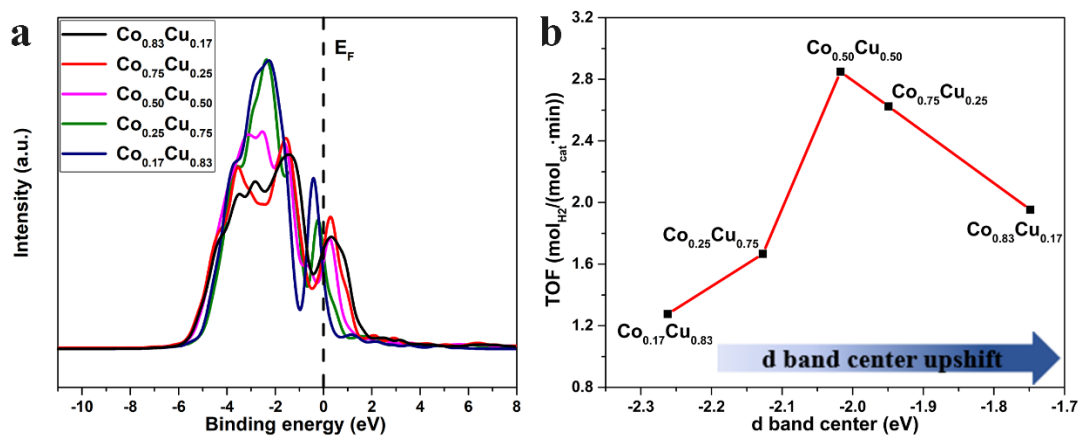 a
Co0.83Cu0.17
Co0.75Cu0.25
Co0.50Cu0.50
Co0.25Cu0.75
Co0.17Cu0.83
EF
Intensity (a.u.)
-10 -8 -6 -4 -2 0 2 4 6 8
Binding energy (eV)
b
TOF (molH2/(molcat·min))
3.2
2.8
2.4
2.0
1.6
1.2
0.8
Co0.50Cu0.50
Co0.75Cu0.25
Co0.83Cu0.17
Co0.25Cu0.75
Co0.17Cu0.83
d band center upshift
-2.3 -2.2 -2.1 -2.0 -1.9 -1.8 -1.7
d band center (eV)